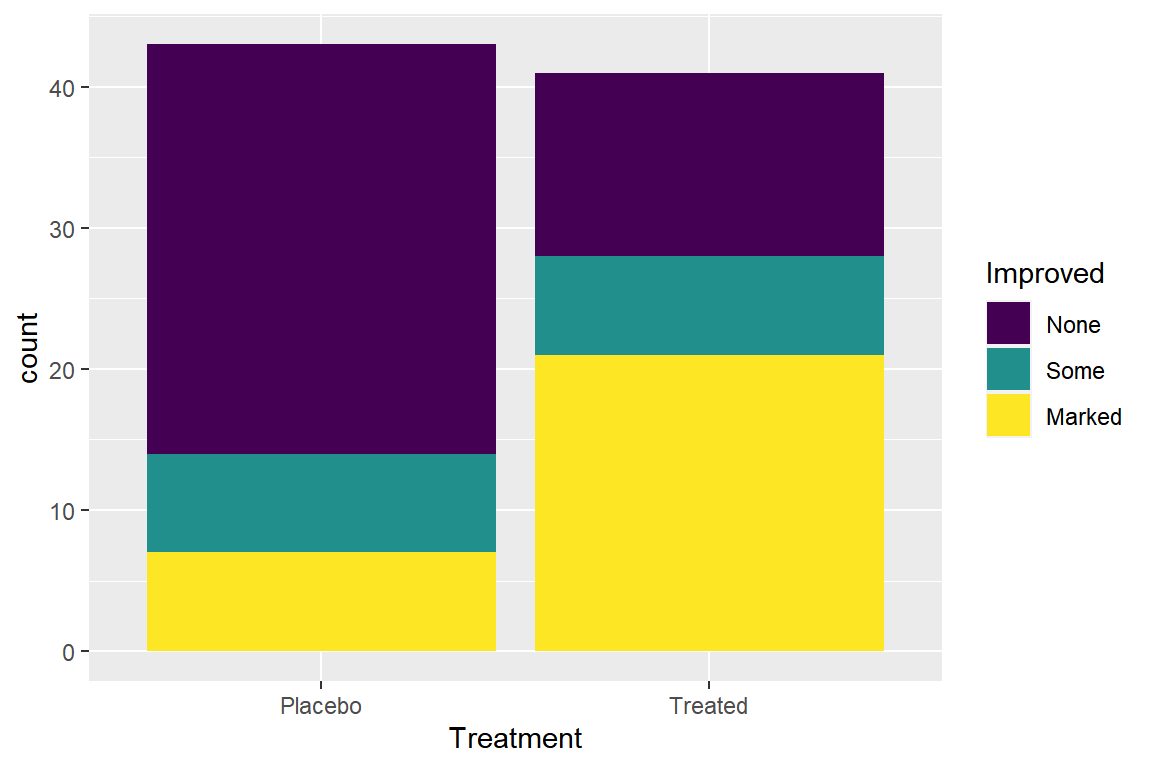 40
30
20
10
0
count
Placebo
Treated
Treatment
Improved
None
Some
Marked